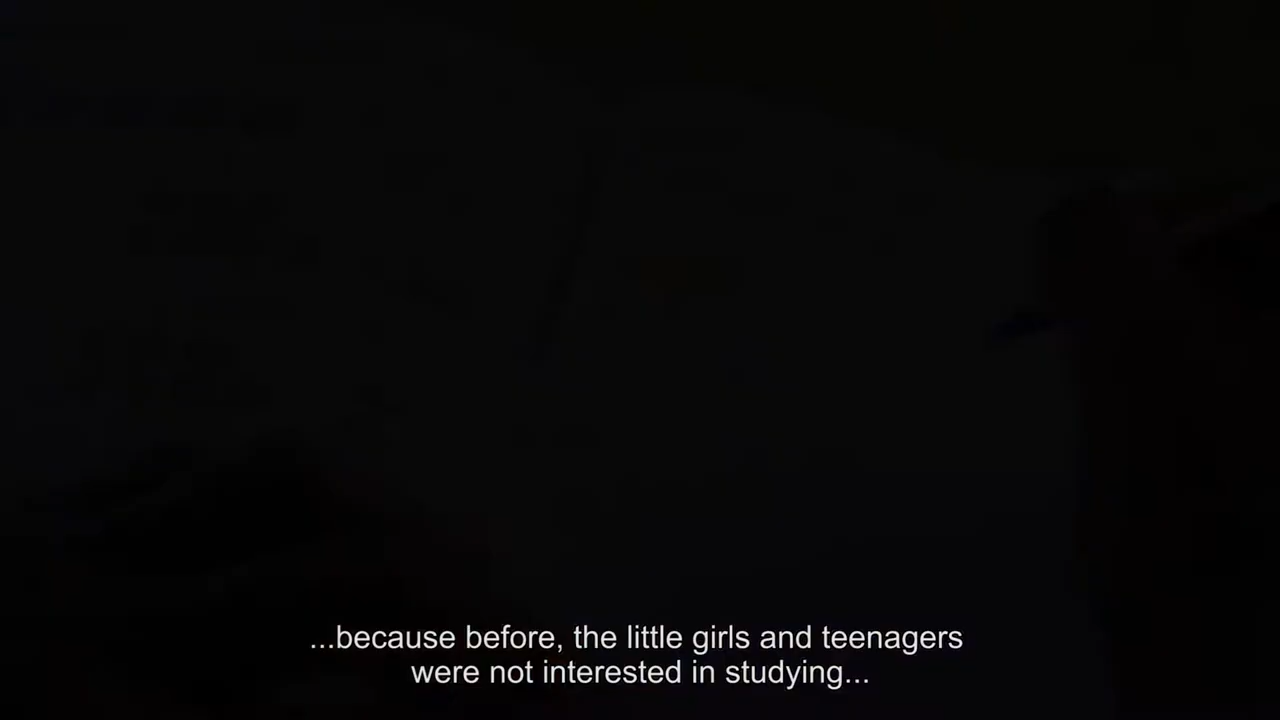 ...because before, the little girls and teenagers
were not interested in studying...